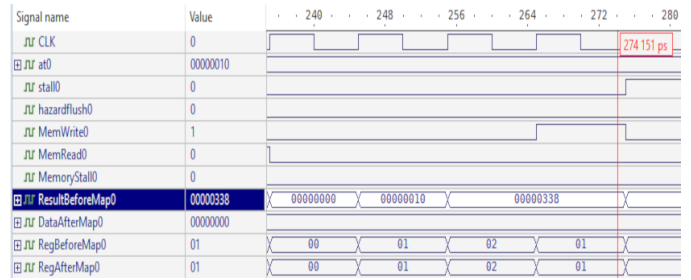 Signal name Value 240 248 256 264 272 280
CLK 0 274 151 ps
at0 00000010
stall0 0
hazardflush0 0
MemWrite0 1
MemRead0 0
MemoryStall0 0
ResultBeforeMap0 00000338 00000000 00000010 00000338
DataAfterMap0 00000000
RegBeforeMap0 01 00 01 02 01
RegAfterMap0 01 00 01 02 01